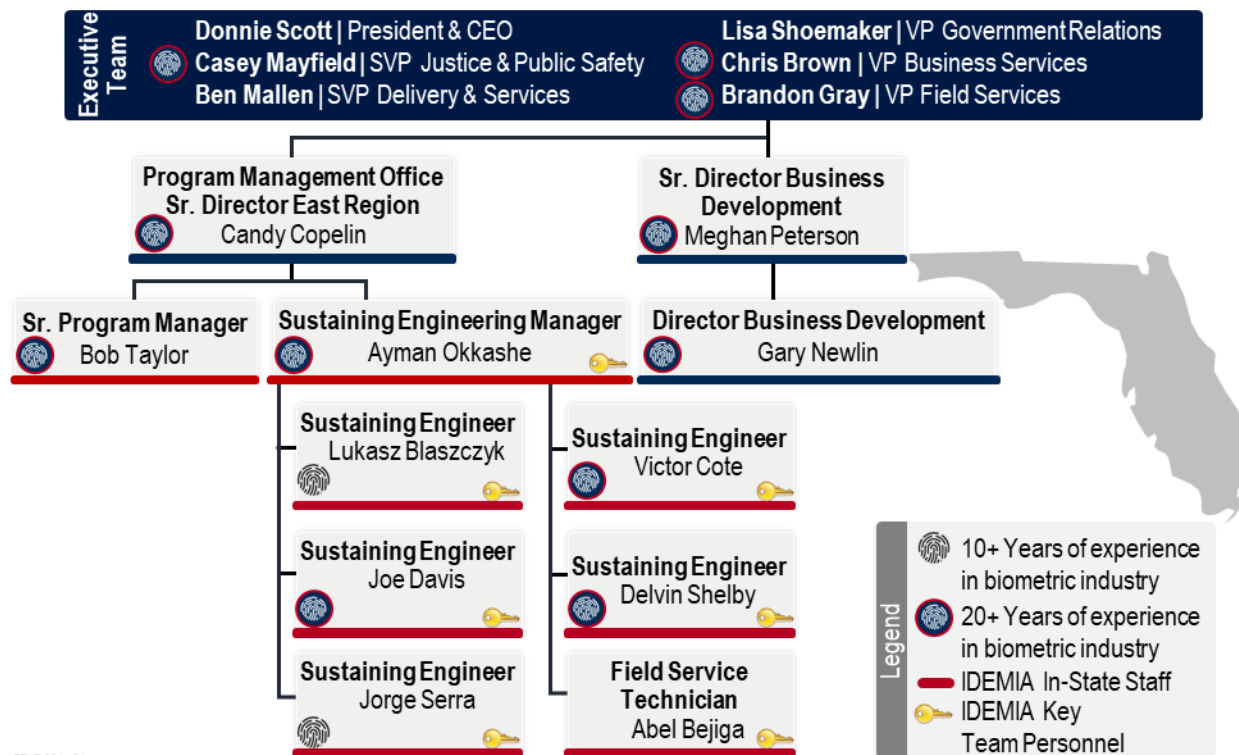 Executive
Team
Donnie Scott | President & CEO
Casey Mayfield | SVP Justice & Public Safety
Ben Mallen | SVP Delivery & Services
Lisa Shoemaker | VP Government Relations
Chris Brown | VP Business Services
Brandon Gray | VP Field Services
Program Management Office
Sr. Director East Region
Candy Copelin
Sr. Director Business
Development
Meghan Peterson
Sr. Program Manager
Bob Taylor
Sustaining Engineering Manager
Ayman Okkashe
Director Business Development
Gary Newlin
Sustaining Engineer
Lukasz Blaszczyk
Sustaining Engineer
Victor Cote
Sustaining Engineer
Joe Davis
Sustaining Engineer
Delvin Shelby
Sustaining Engineer
Jorge Serra
Field Service
Technician
Abel Bejiga
Legend
10+ Years of experience
in biometric industry
20+ Years of experience
in biometric industry
IDEMIA In-State Staff
IDEMIA Key
Team Personnel